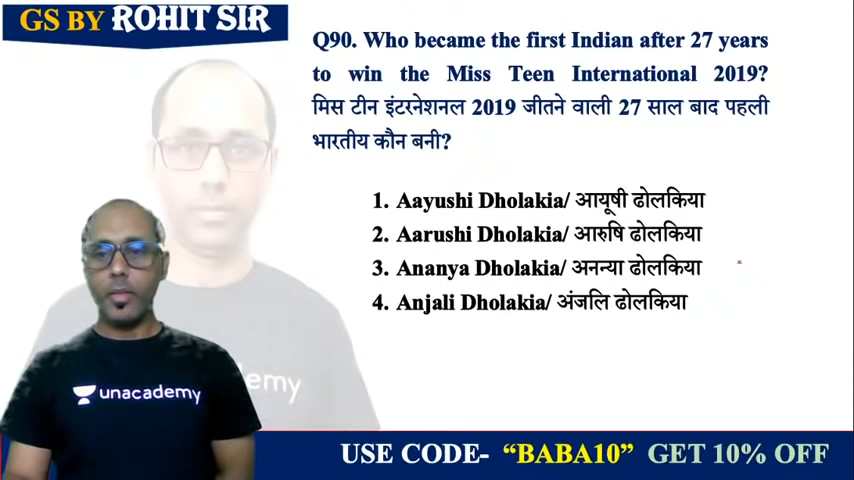 GS BY ROHIT SIR
Q90. Who became the first Indian after 27 years
to win the Miss Teen International 2019?
मिस टीन इंटरनेशनल 2019 जीतने वाली 27 साल बाद पहली
भारतीय कौन बनी?
1. Aayushi Dholakia/ आयूषी ढोलकिया
2. Aarushi Dholakia/ आरुषि ढोलकिया
3. Ananya Dholakia/ अनन्या ढोलकिया
4. Anjali Dholakia/ अंजलि ढोलकिया
unacademy
emy
USE CODE- “BABA10” GET 10% OFF